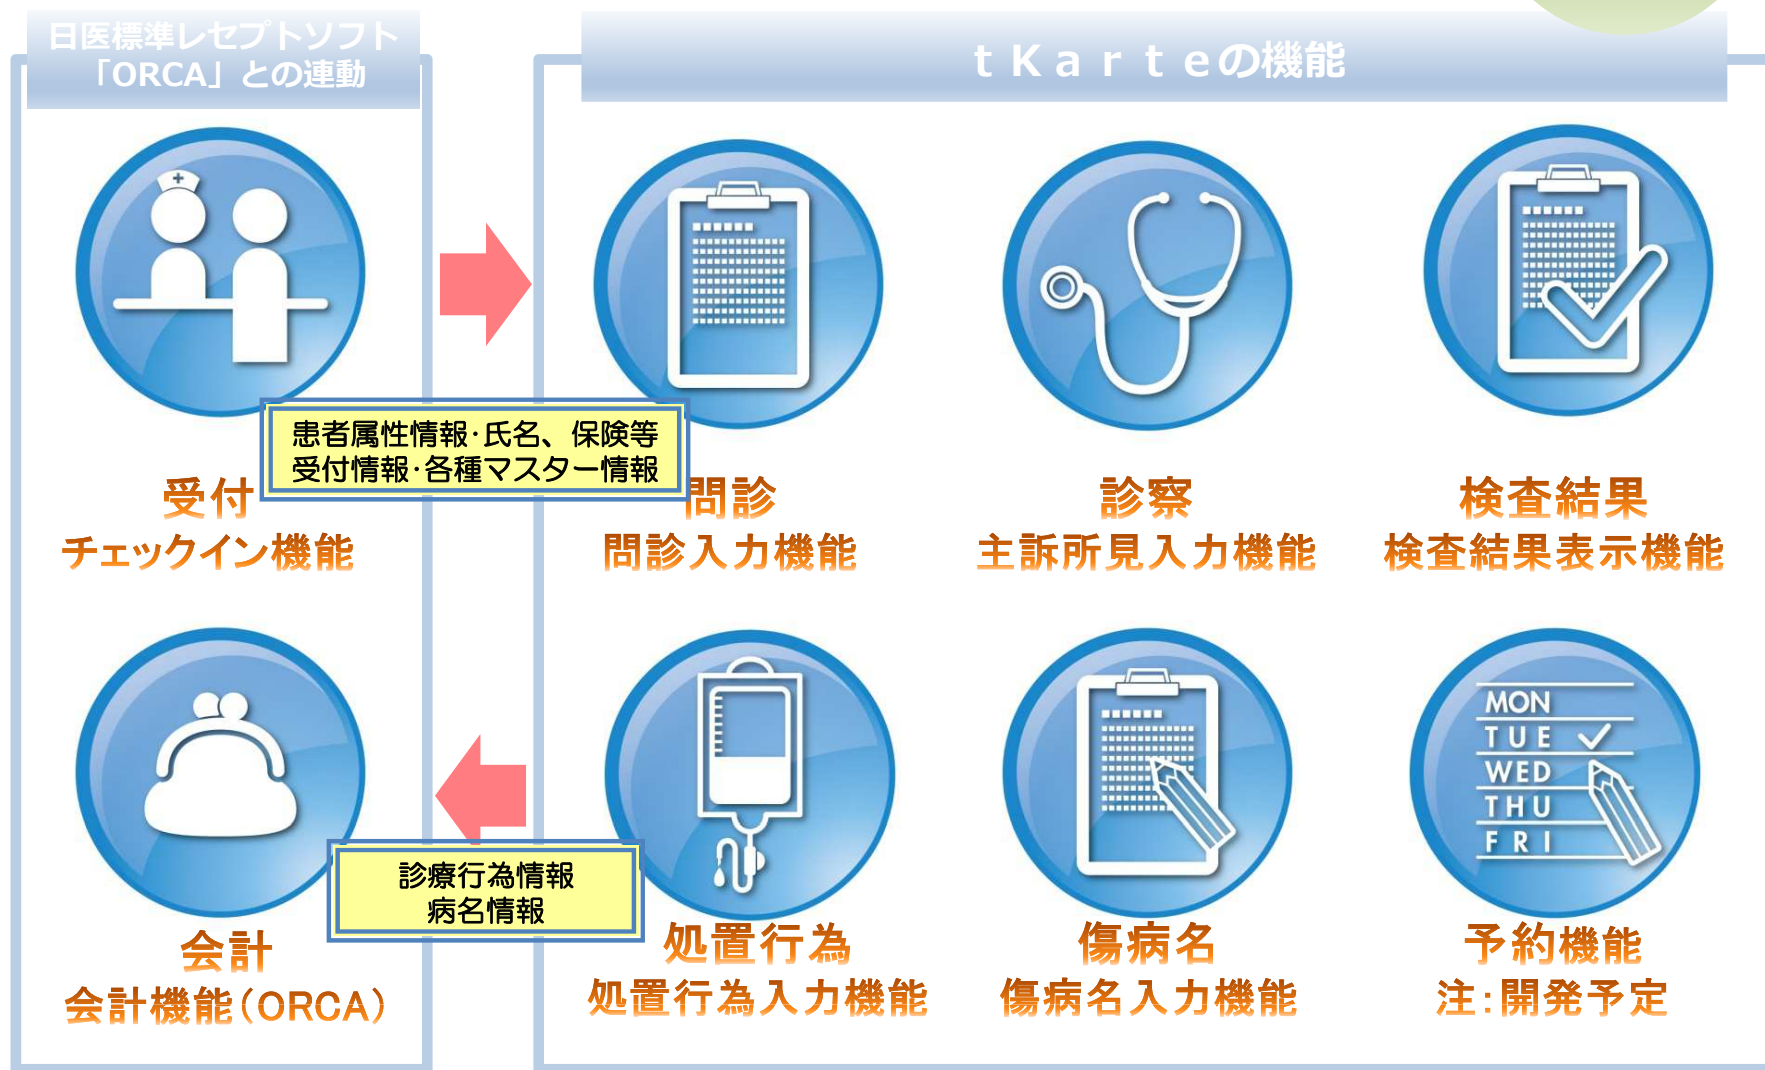 日医標準レセプトソフト
「ORCA」との連動
tKarteの機能
患者属性情報・氏名、保険等
受付情報・各種マスター情報
受付
チェックイン機能
問診
問診入力機能
診察
主訴所見入力機能
検査結果
検査結果表示機能
診療行為情報
病名情報
会計
会計機能(ORCA)
処置行為
処置行為入力機能
傷病名
傷病名入力機能
MON
TUE
WED
THU
FRI
予約機能
注:開発予定